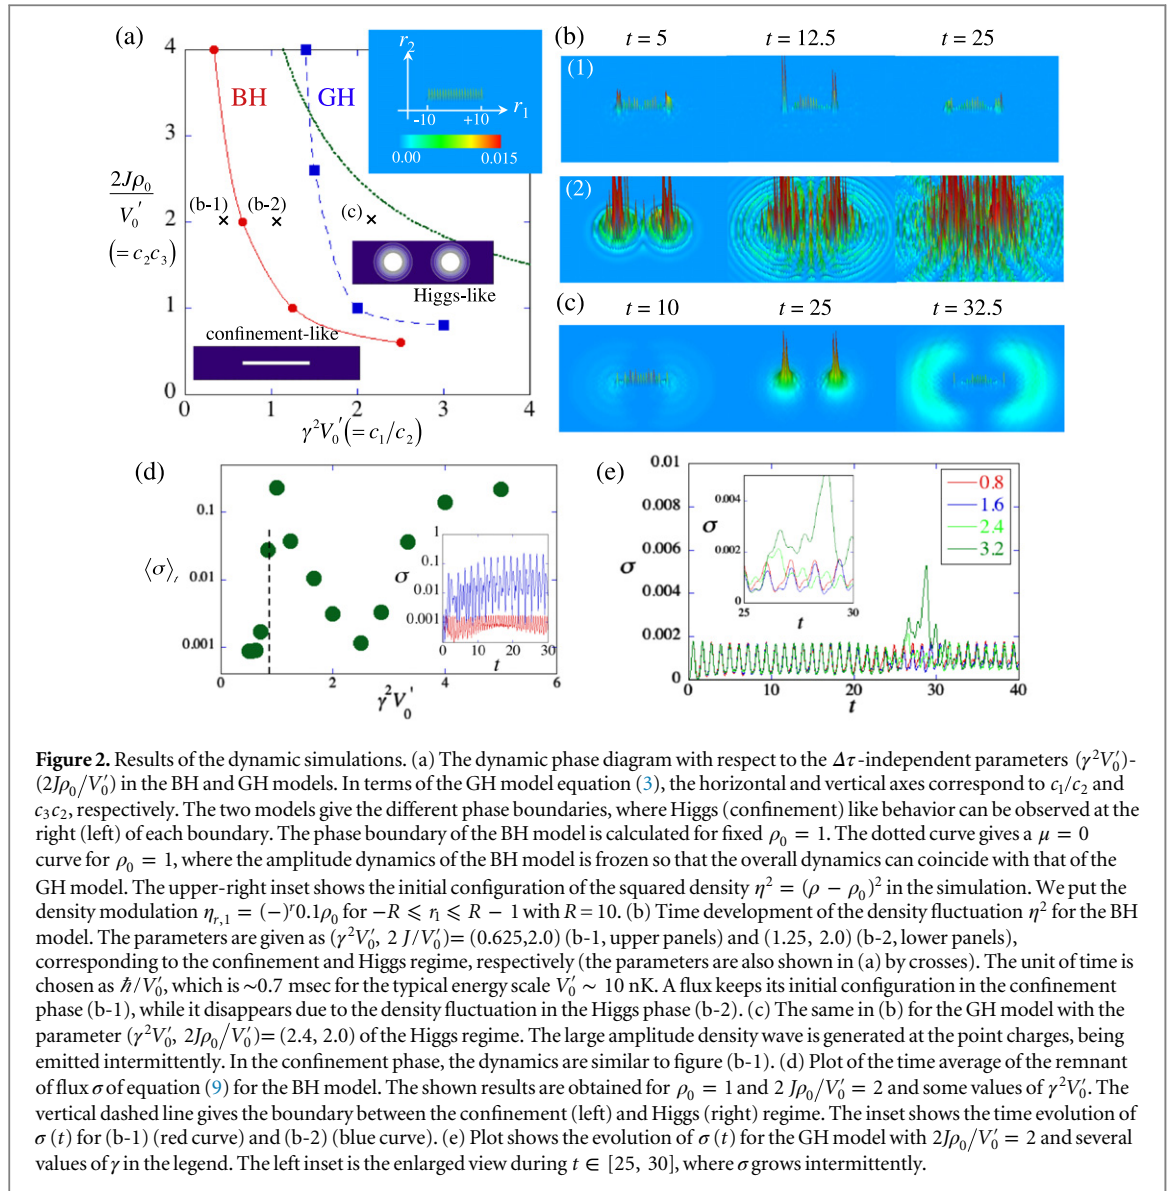 (a)
4
3
2
1
0
0
1
2
3
4
2Jρ₀
V₀′
(= c₂c₃)
BH
GH
r₂
r₁
-10
+10
0.00
0.015
(b-1)
(b-2)
(c)
Higgs-like
confinement-like
γ²V₀′(= c₁/c₂)
(b)
t = 5
t = 12.5
t = 25
(1)
(2)
(c)
t = 10
t = 25
t = 32.5
(d)
0.1
0.01
0.001
⟨σ⟩ₜ
0
2
4
6
γ²V₀′
1
0.1
0.01
0.001
σ
0
10
20
30
t
(e)
0.01
0.008
0.006
0.004
0.002
0
σ
0
10
20
30
40
t
0.004
0.002
0
σ
25
30
t
0.8
1.6
2.4
3.2
Figure 2. Results of the dynamic simulations. (a) The dynamic phase diagram with respect to the Δτ-independent parameters (γ²V₀′)-
(2Jρ₀/V₀′) in the BH and GH models. In terms of the GH model equation (3), the horizontal and vertical axes correspond to c₁/c₂ and
c₃c₂, respectively. The two models give the different phase boundaries, where Higgs (confinement) like behavior can be observed at the
right (left) of each boundary. The phase boundary of the BH model is calculated for fixed ρ₀ = 1. The dotted curve gives a μ = 0
curve for ρ₀ = 1, where the amplitude dynamics of the BH model is frozen so that the overall dynamics can coincide with that of the
GH model. The upper-right inset shows the initial configuration of the squared density η² = (ρ − ρ₀)² in the simulation. We put the
density modulation ηᵣ,₁ = (−)ʳ0.1ρ₀ for −R ⩽ r₁ ⩽ R − 1 with R = 10. (b) Time development of the density fluctuation η² for the BH
model. The parameters are given as (γ²V₀′, 2 J/V₀′)= (0.625,2.0) (b-1, upper panels) and (1.25, 2.0) (b-2, lower panels),
corresponding to the confinement and Higgs regime, respectively (the parameters are also shown in (a) by crosses). The unit of time is
chosen as ℏ/V₀′, which is ~0.7 msec for the typical energy scale V₀′ ~ 10 nK. A flux keeps its initial configuration in the confinement
phase (b-1), while it disappears due to the density fluctuation in the Higgs phase (b-2). (c) The same in (b) for the GH model with the
parameter (γ²V₀′, 2Jρ₀/V₀′)= (2.4, 2.0) of the Higgs regime. The large amplitude density wave is generated at the point charges, being
emitted intermittently. In the confinement phase, the dynamics are similar to figure (b-1). (d) Plot of the time average of the remnant
of flux σ of equation (9) for the BH model. The shown results are obtained for ρ₀ = 1 and 2 Jρ₀/V₀′ = 2 and some values of γ²V₀′. The
vertical dashed line gives the boundary between the confinement (left) and Higgs (right) regime. The inset shows the time evolution of
σ (t) for (b-1) (red curve) and (b-2) (blue curve). (e) Plot shows the evolution of σ (t) for the GH model with 2Jρ₀/V₀′ = 2 and several
values of γ in the legend. The left inset is the enlarged view during t ∈ [25, 30], where σ grows intermittently.